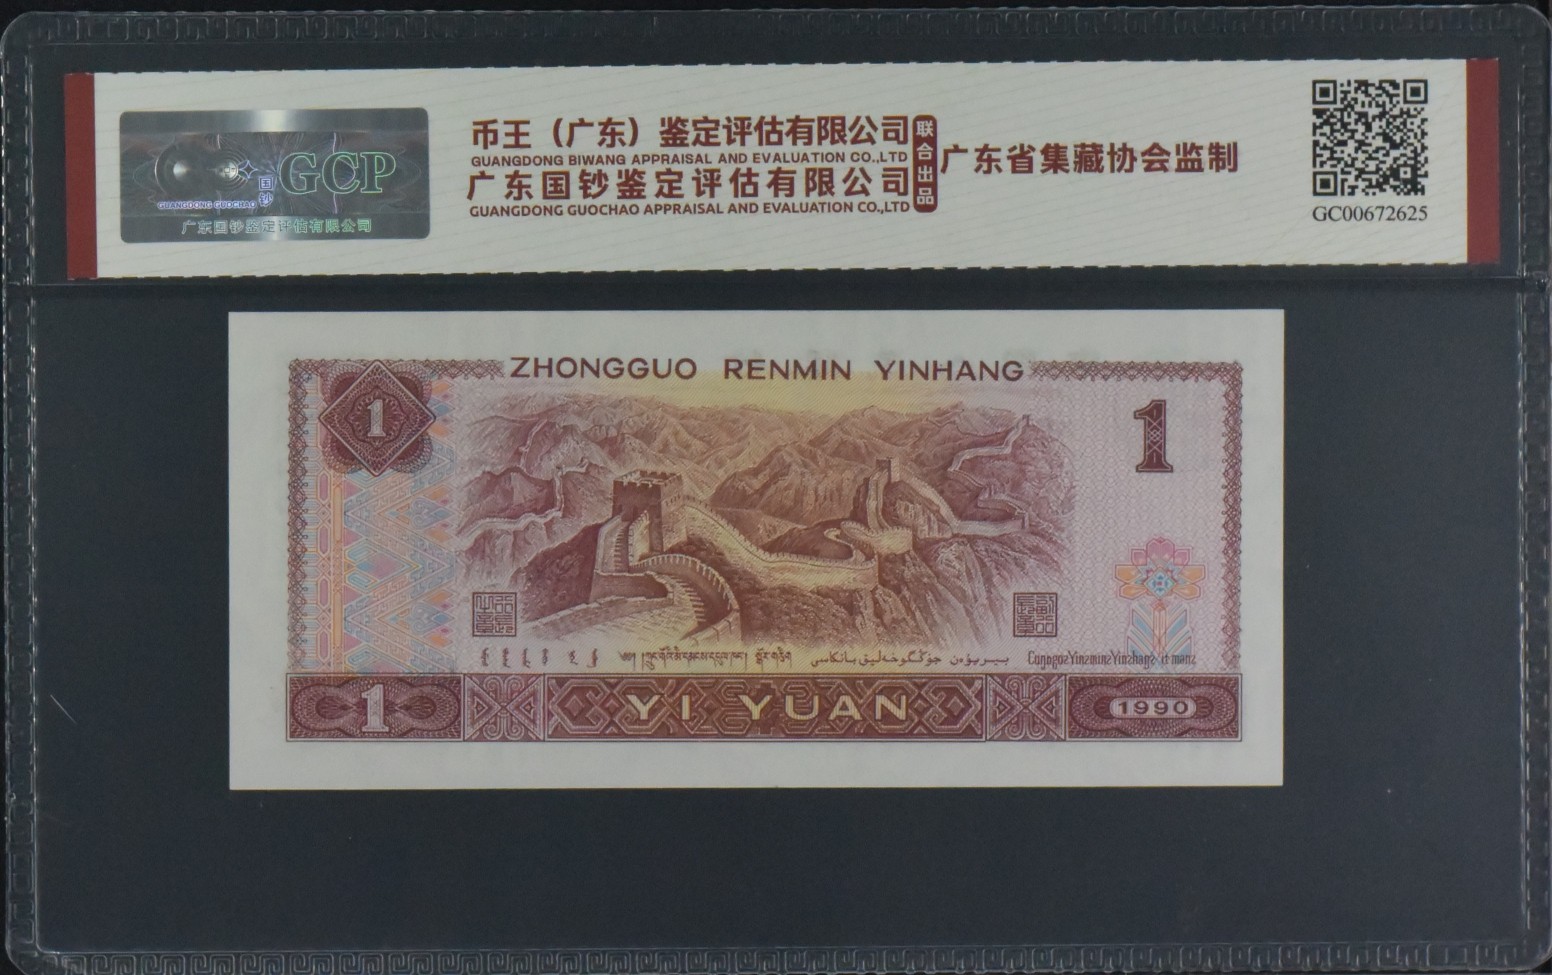 GCP
国钞
GUANGDONG GUOCHAO
广东国钞鉴定评估有限公司
币王（广东）鉴定评估有限公司
GUANGDONG BIWANG APPRAISAL AND EVALUATION CO.,LTD
广东国钞鉴定评估有限公司
GUANGDONG GUOCHAO APPRAISAL AND EVALUATION CO.,LTD
联合出品
广东省集藏协会监制
GC00672625
ZHONGGUO RENMIN YINHANG
1
1
1
YI YUAN
1990